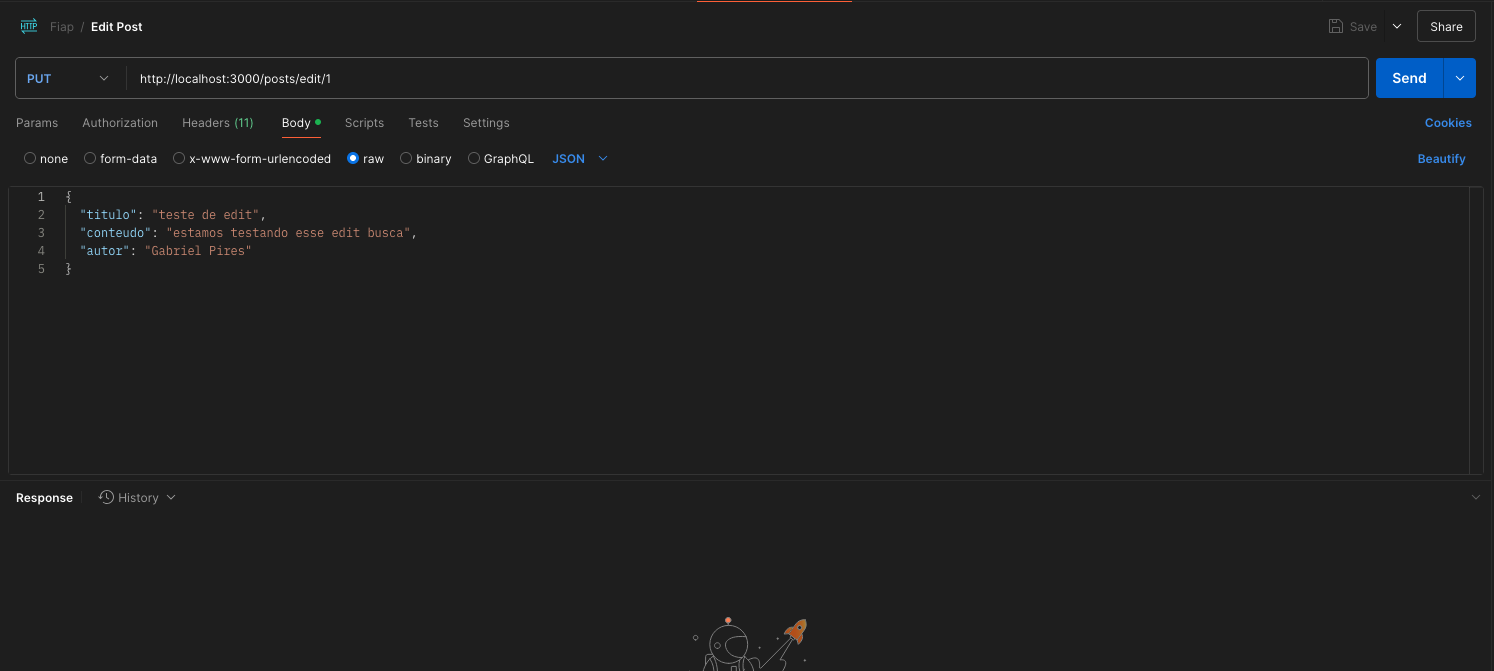 HTTP Fiap / Edit Post Save Share
PUT http://localhost:3000/posts/edit/1 Send
Params Authorization Headers (11) Body Scripts Tests Settings Cookies
none form-data x-www-form-urlencoded raw binary GraphQL JSON Beautify
1 {
2 "titulo": "teste de edit",
3 "conteudo": "estamos testando esse edit busca",
4 "autor": "Gabriel Pires"
5 }
Response History